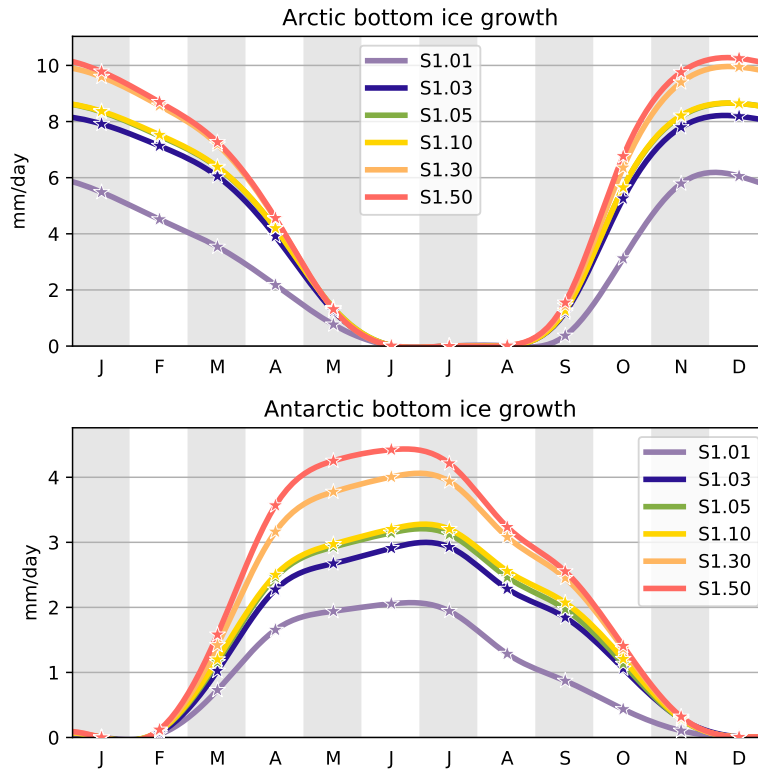 Arctic bottom ice growth
mm/day
10
8
6
4
2
0
S1.01
S1.03
S1.05
S1.10
S1.30
S1.50
J F M A M J J A S O N D
Antarctic bottom ice growth
mm/day
4
3
2
1
0
S1.01
S1.03
S1.05
S1.10
S1.30
S1.50
J F M A M J J A S O N D